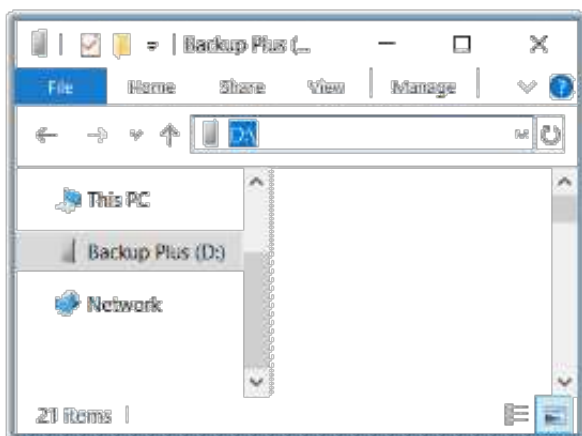 Backup Plus (...
File Home Share View Manage
D:\
This PC
Backup Plus (D:)
Network
21 items